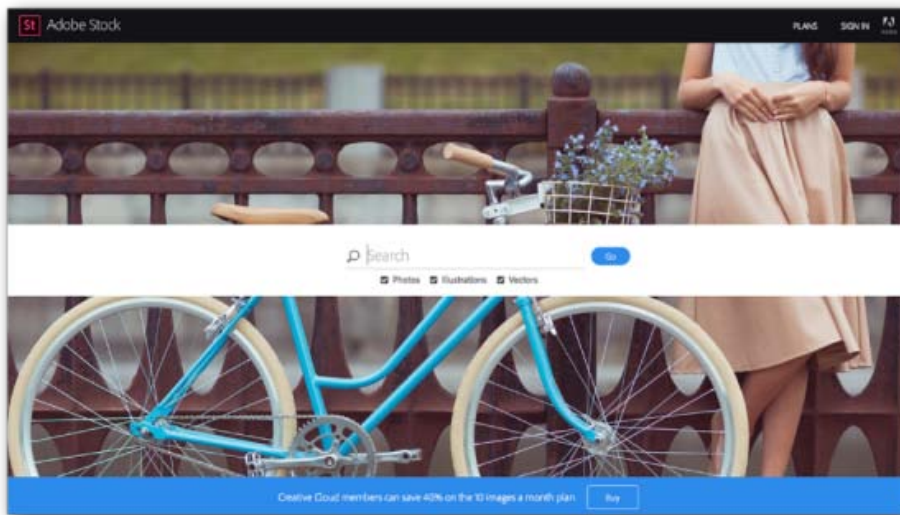 St Adobe Stock
PLANS SIGN IN
Search
Go
Photos Illustrations Vectors
Creative Cloud members can save 40% on the 10 images a month plan Buy